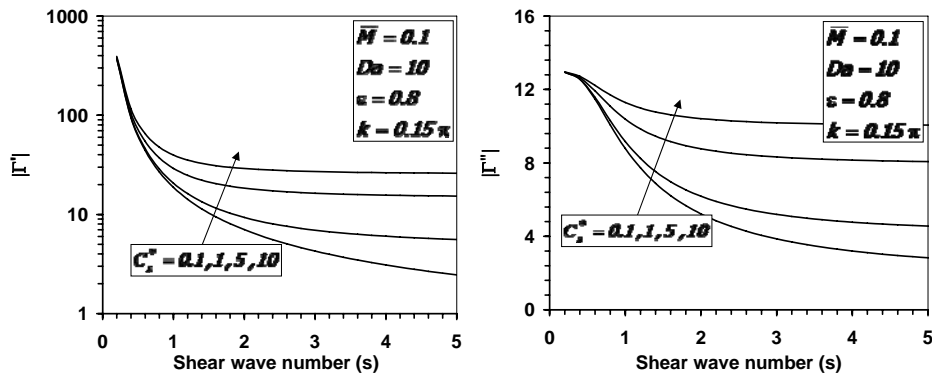 1000
100
10
1
|Γ'|
M̅ = 0.1
Da = 10
ε = 0.8
k = 0.15 π
C_s^* = 0.1, 1, 5, 10
0 1 2 3 4 5
Shear wave number (s)
16
12
8
4
0
|Γ''|
M̅ = 0.1
Da = 10
ε = 0.8
k = 0.15 π
C_s^* = 0.1, 1, 5, 10
0 1 2 3 4 5
Shear wave number (s)